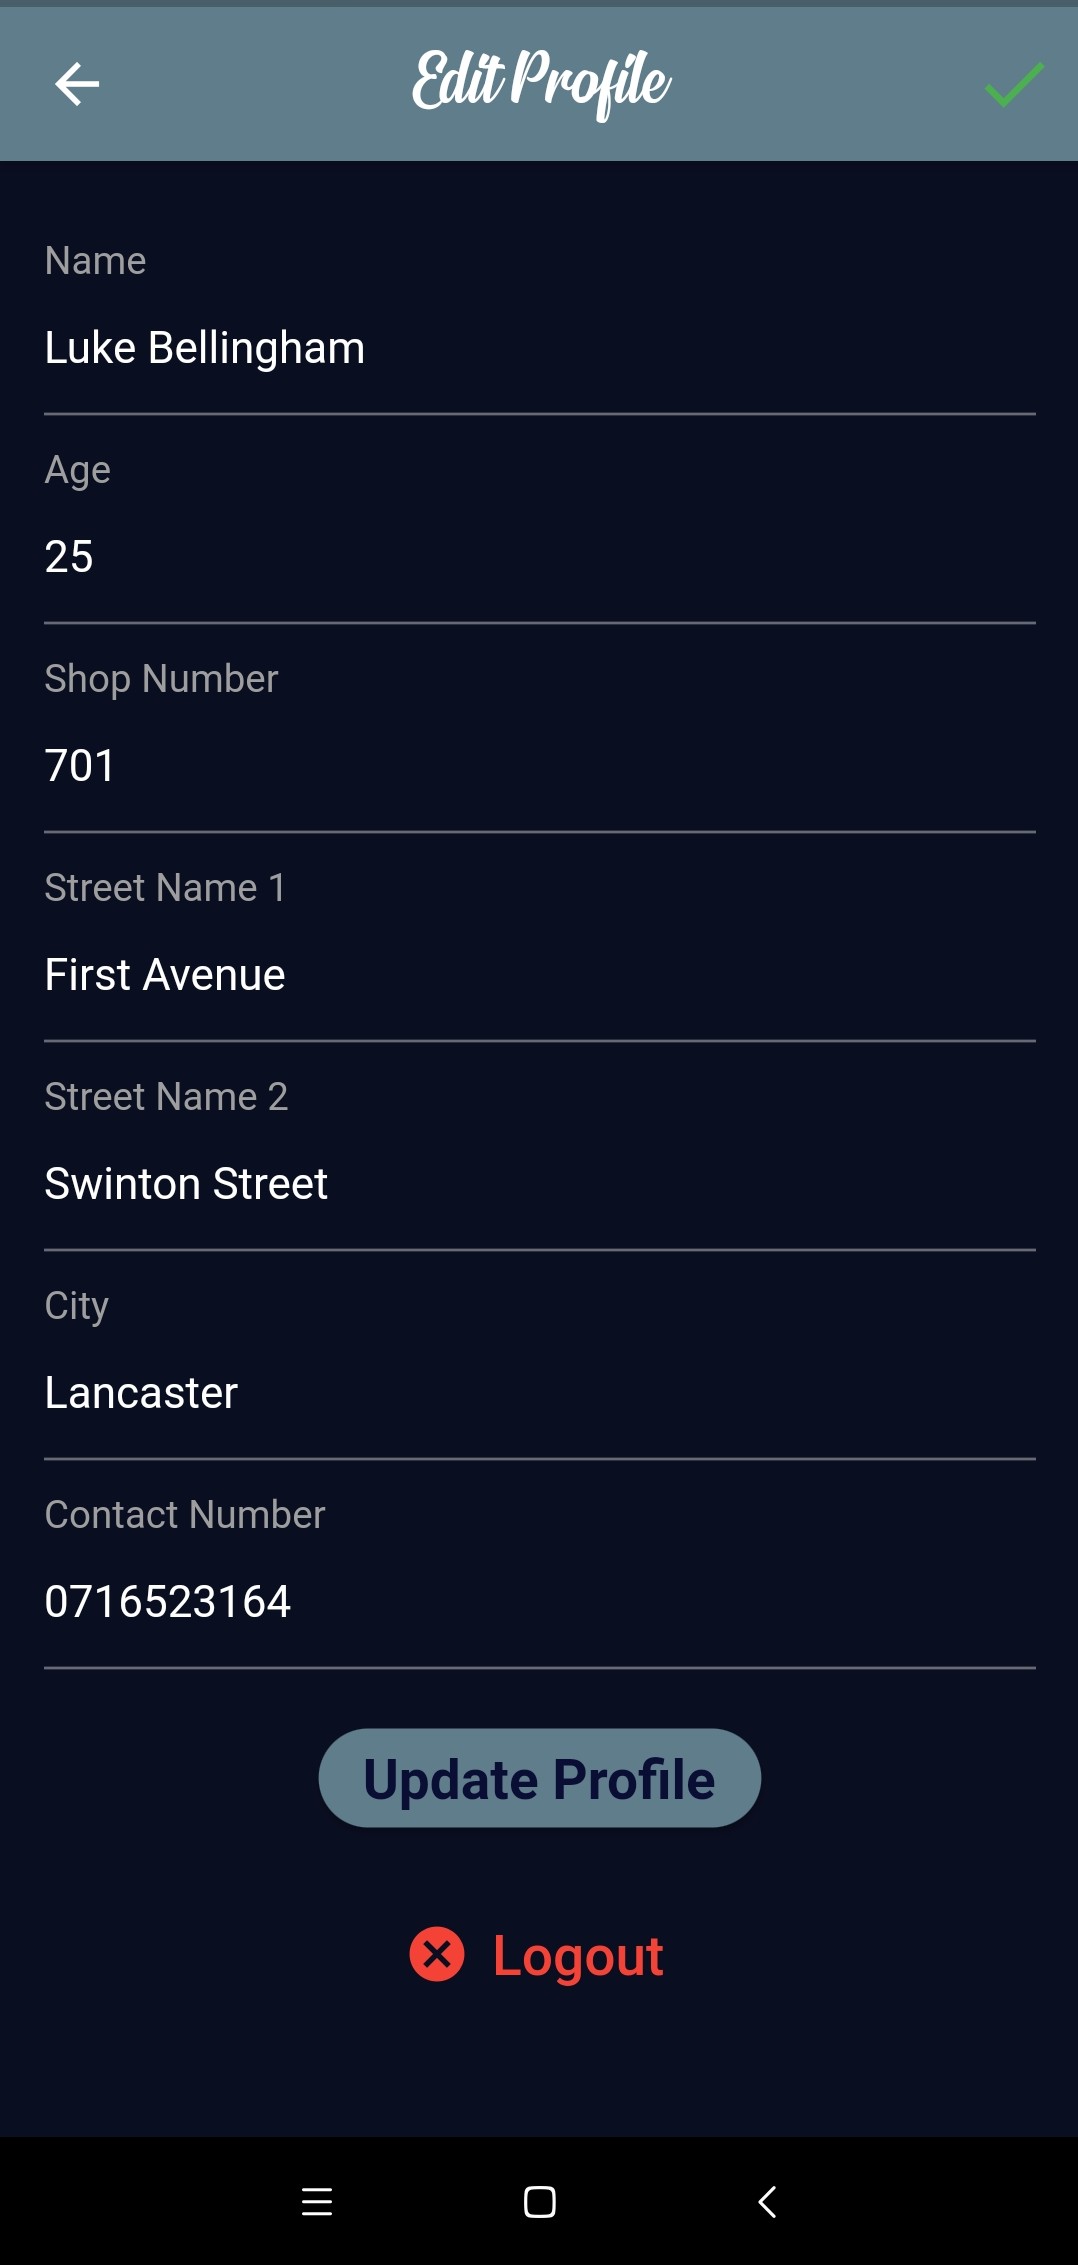 Edit Profile
Name
Luke Bellingham
Age
25
Shop Number
701
Street Name 1
First Avenue
Street Name 2
Swinton Street
City
Lancaster
Contact Number
0716523164
Update Profile
Logout